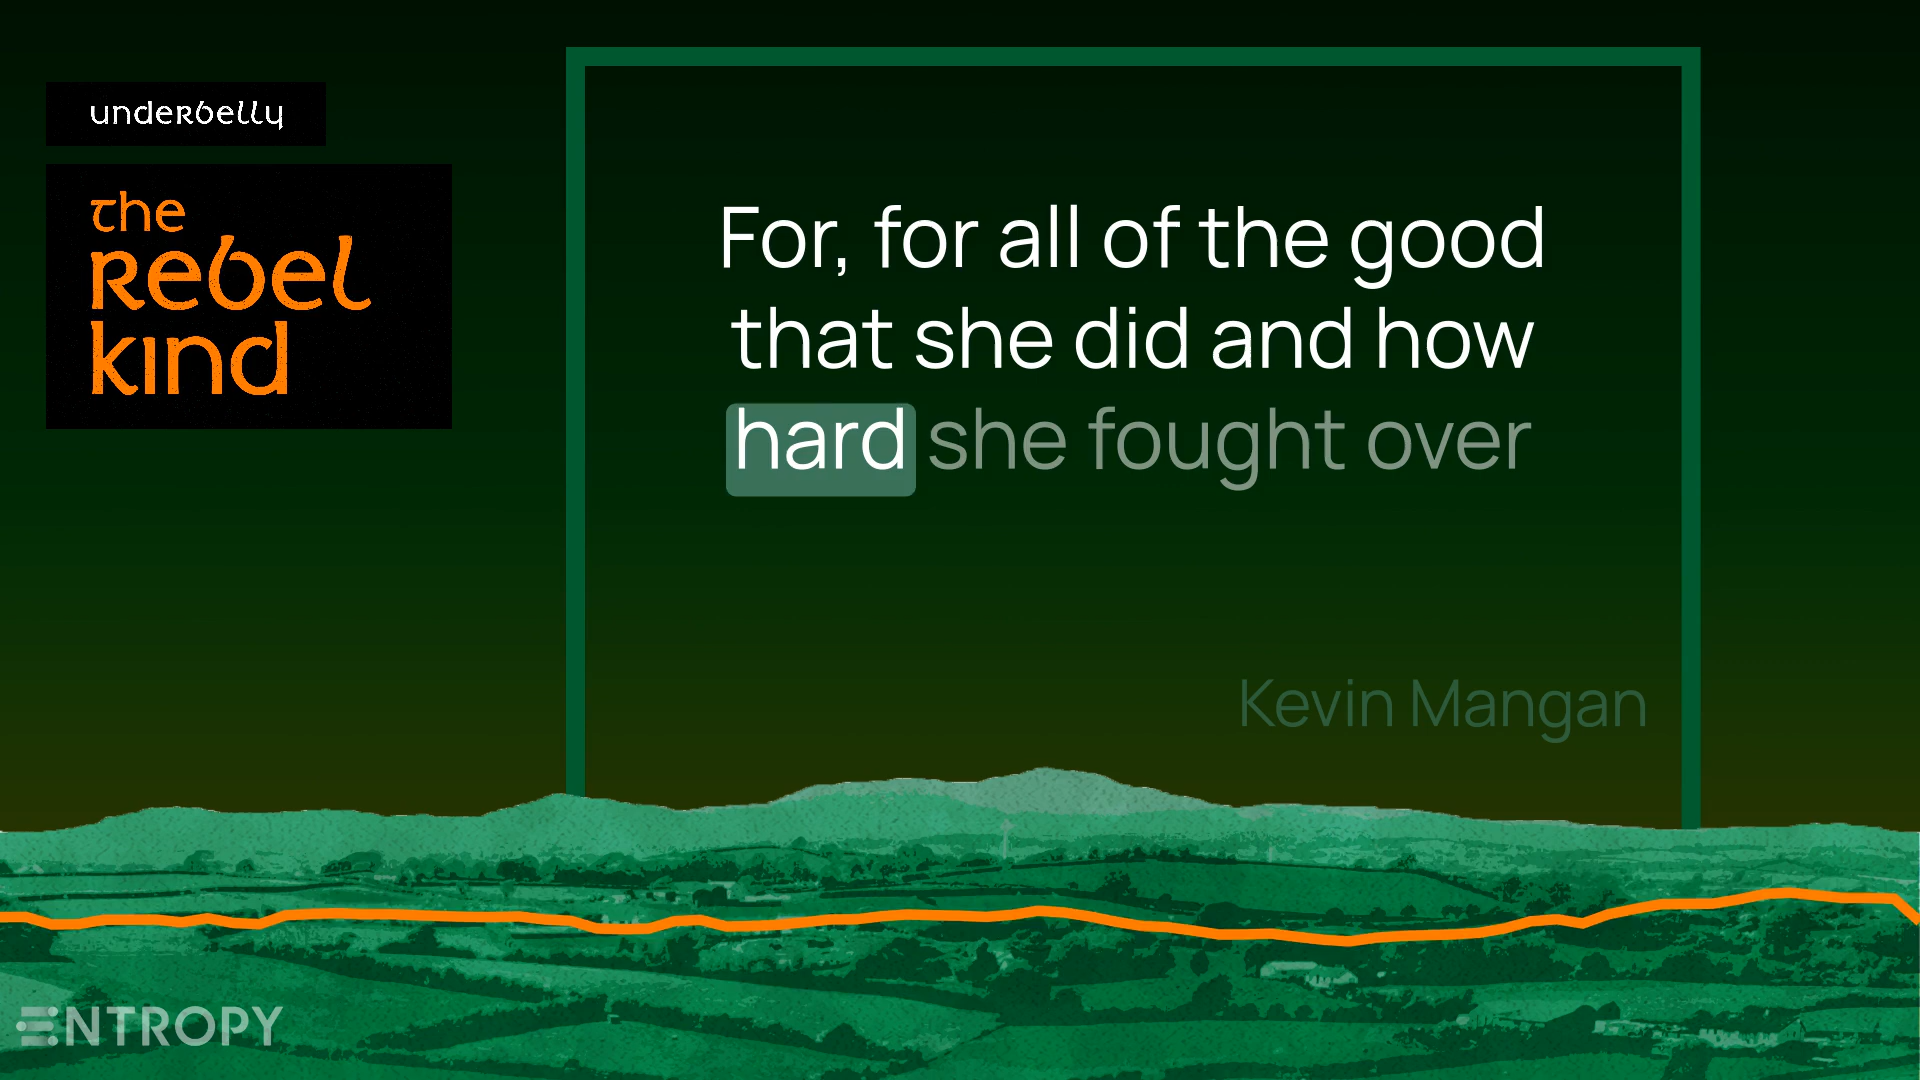 underbelly
the
Rebel
kind
For, for all of the good
that she did and how
hard she fought over
Kevin Mangan
ENTROPY